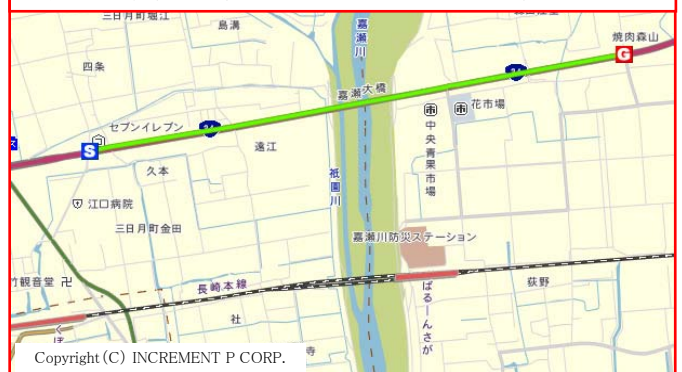 三日月町堀江
島溝
嘉瀬川
焼肉森山
G
四条
34
嘉瀬大橋
花市場
セブンイレブン
34
S
遠江
中央青果市場
久本
祇園川
江口病院
三日月町金田
嘉瀬川防災ステーション
竹観音堂
長崎本線
荻野
ばるーんさが
社
くぼ
寺
Copyright (C) INCREMENT P CORP.